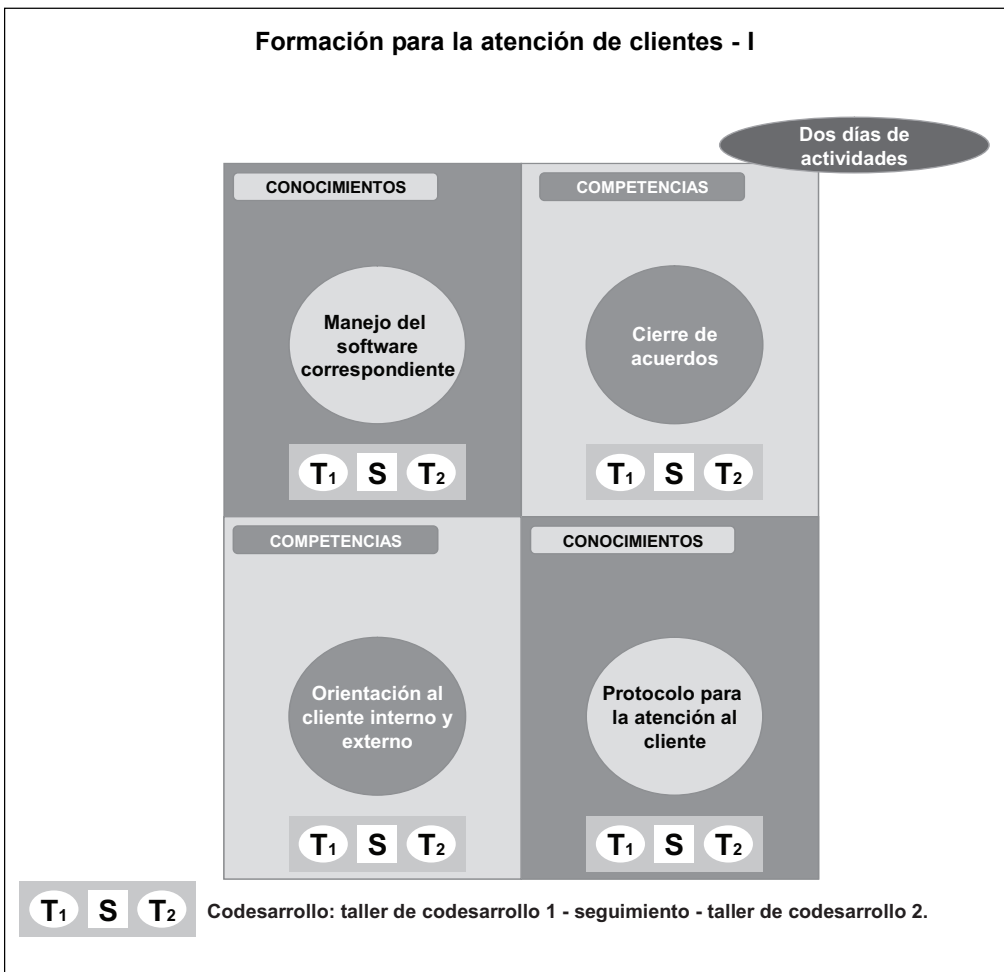 Formación para la atención de clientes - I
Dos días de
actividades
CONOCIMIENTOS
COMPETENCIAS
Manejo del
software
correspondiente
Cierre de
acuerdos
T1 S T2
T1 S T2
COMPETENCIAS
CONOCIMIENTOS
Orientación al
cliente interno y
externo
Protocolo para
la atención al
cliente
T1 S T2
T1 S T2
T1 S T2 Codesarrollo: taller de codesarrollo 1 - seguimiento - taller de codesarrollo 2.